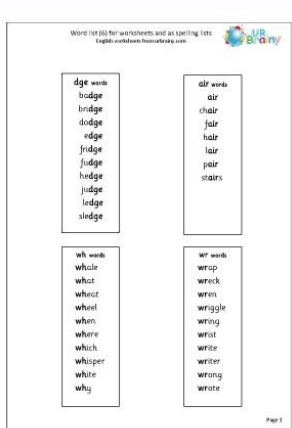 Word list (6) for worksheets and as spelling lists
English worksheets from urbrainy.com
UR
Brainy
dge words
badge
bridge
dodge
edge
fridge
fudge
hedge
judge
ledge
sledge
air words
air
chair
fair
hair
lair
pair
stairs
wh words
whale
what
wheat
wheel
when
where
which
whisper
white
why
wr words
wrap
wreck
wren
wriggle
wring
wrist
write
writer
wrong
wrote
Page 1